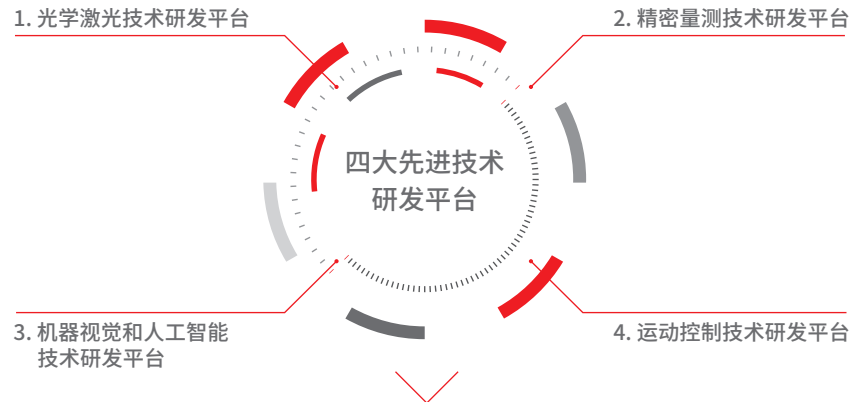 1. 光学激光技术研发平台
2. 精密量测技术研发平台
四大先进技术
研发平台
3. 机器视觉和人工智能
技术研发平台
4. 运动控制技术研发平台